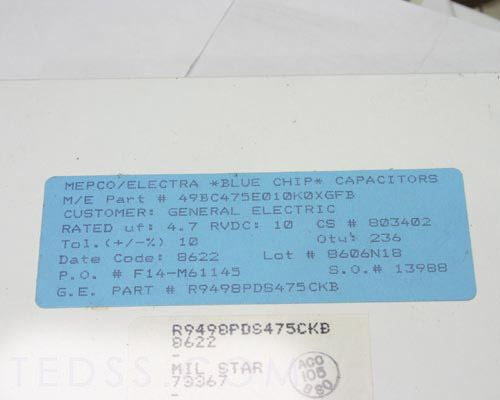 MEPCO/ELECTRA *BLUE CHIP* CAPACITORS
M/E Part # 49BC475E010K0XGFB
CUSTOMER: GENERAL ELECTRIC
RATED uf: 4.7 RVDC: 10 CS # 803402
Tol.(+/-%) 10 Qty: 236
Date Code: 8622 Lot # 8606N18
P.O. # F14-M61145 S.O.# 13988
G.E. PART # R9498PDS475CKB
R9498PDS475CKB
8622
-
MIL STAR
73367
-
TEDSS.COM